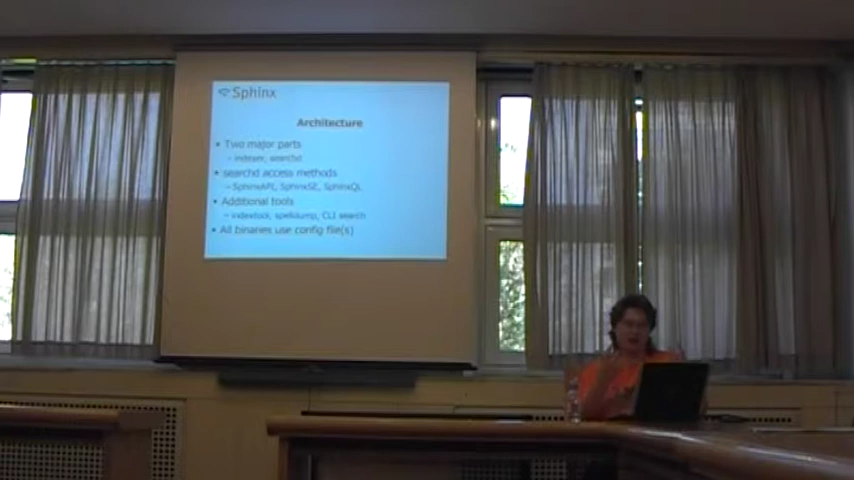 Sphinx
Architecture
• Two major parts
– indexer, searchd
• searchd access methods
– SphinxAPI, SphinxSE, SphinxQL
• Additional tools
– indextool, spelldump, CLI search
• All binaries use config file(s)